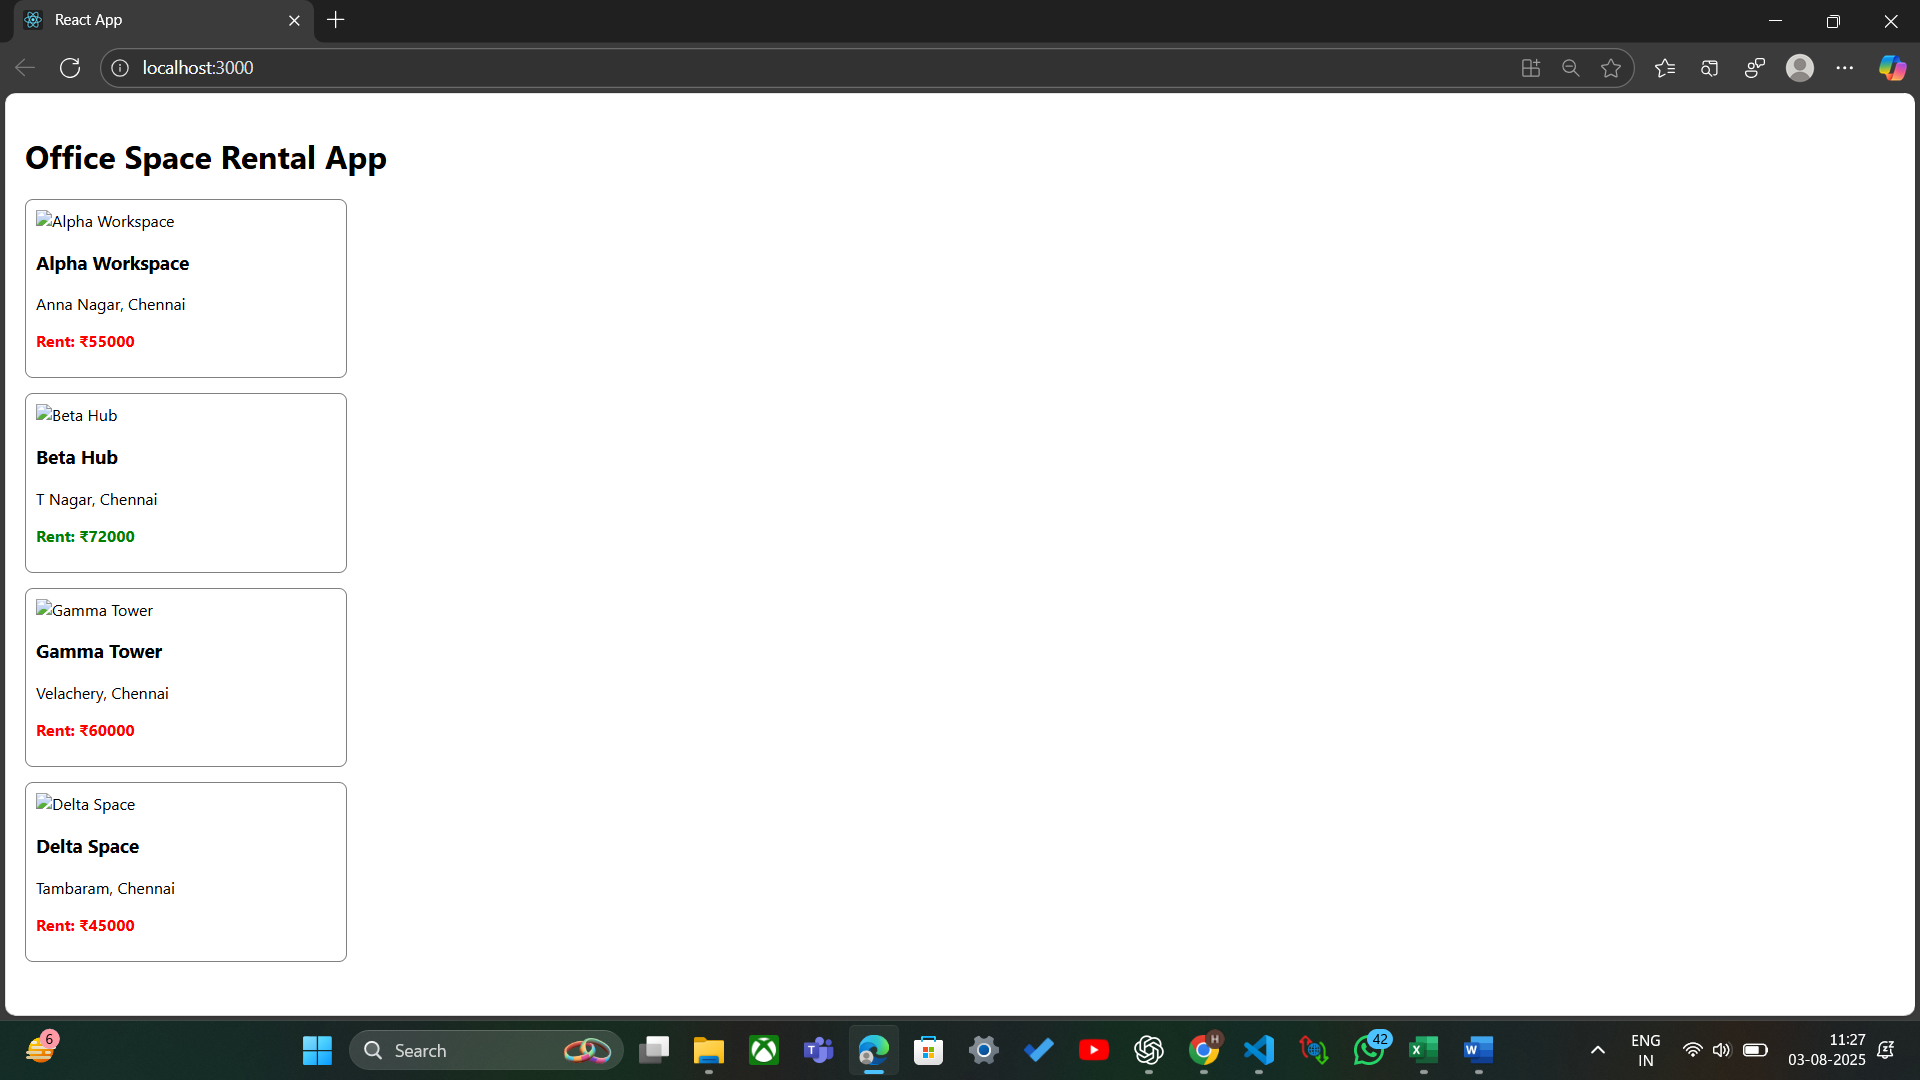 React App
localhost:3000
Office Space Rental App
Alpha Workspace
Alpha Workspace
Anna Nagar, Chennai
Rent: ₹55000
Beta Hub
Beta Hub
T Nagar, Chennai
Rent: ₹72000
Gamma Tower
Gamma Tower
Velachery, Chennai
Rent: ₹60000
Delta Space
Delta Space
Tambaram, Chennai
Rent: ₹45000
6
Search
T
H
42
X
W
ENG
IN
11:27
03-08-2025